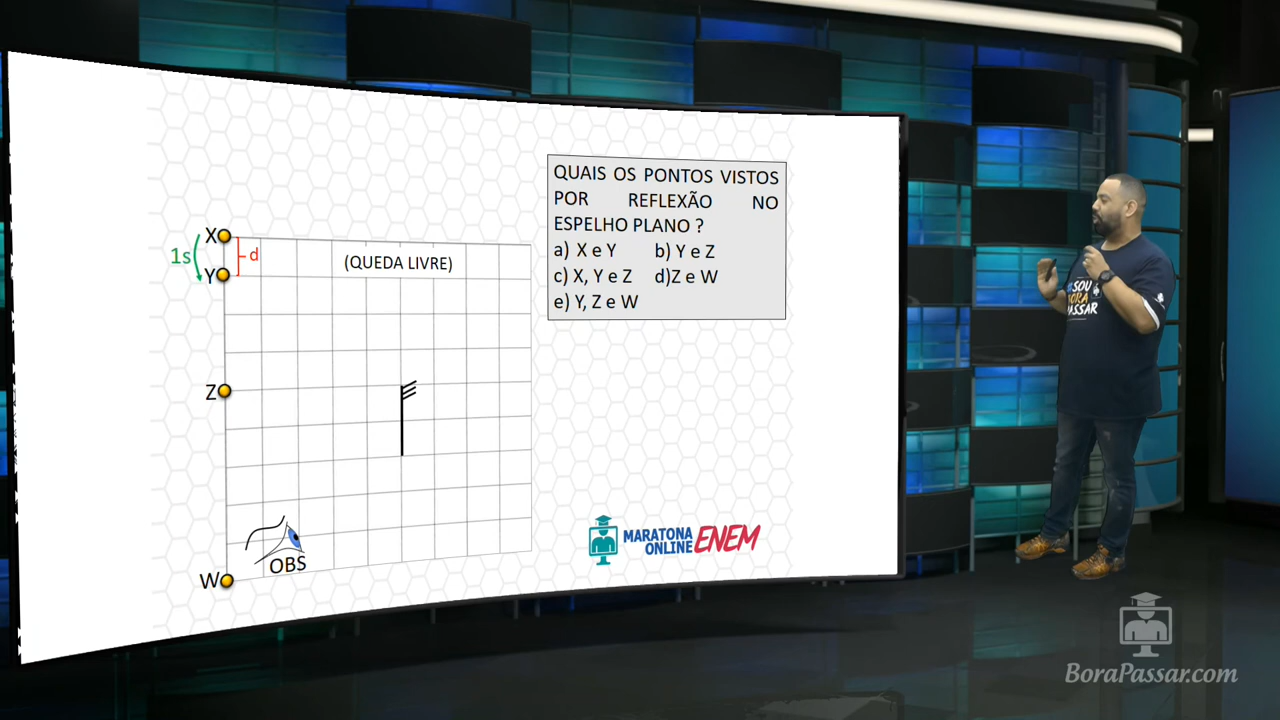 X
1s
d
Y
(QUEDA LIVRE)
Z
OBS
W
QUAIS OS PONTOS VISTOS
POR REFLEXÃO NO
ESPELHO PLANO ?
a) X e Y b) Y e Z
c) X, Y e Z d)Z e W
e) Y, Z e W
MARATONA
ONLINE ENEM
SOU
BORA
PASSAR
BoraPassar.com